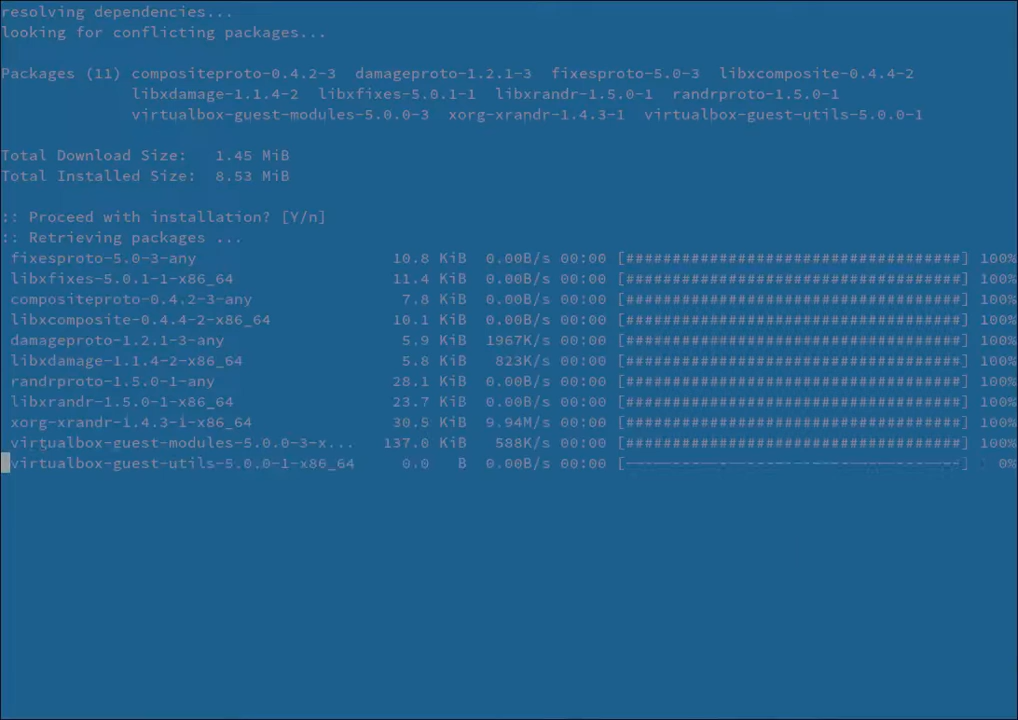 resolving dependencies...
looking for conflicting packages...
Packages (11) compositeproto-0.4.2-3 damageproto-1.2.1-3 fixesproto-5.0-3 libxcomposite-0.4.4-2
libxdamage-1.1.4-2 libxfixes-5.0.1-1 libxrandr-1.5.0-1 randrproto-1.5.0-1
virtualbox-guest-modules-5.0.0-3 xorg-xrandr-1.4.3-1 virtualbox-guest-utils-5.0.0-1
Total Download Size: 1.45 MiB
Total Installed Size: 8.53 MiB
:: Proceed with installation? [Y/n]
:: Retrieving packages ...
fixesproto-5.0-3-any 10.8 KiB 0.00B/s 00:00 [####################################] 100%
libxfixes-5.0.1-1-x86_64 11.4 KiB 0.00B/s 00:00 [####################################] 100%
compositeproto-0.4.2-3-any 7.8 KiB 0.00B/s 00:00 [####################################] 100%
libxcomposite-0.4.4-2-x86_64 10.1 KiB 0.00B/s 00:00 [####################################] 100%
damageproto-1.2.1-3-any 5.9 KiB 1967K/s 00:00 [####################################] 100%
libxdamage-1.1.4-2-x86_64 5.8 KiB 823K/s 00:00 [####################################] 100%
randrproto-1.5.0-1-any 28.1 KiB 0.00B/s 00:00 [####################################] 100%
libxrandr-1.5.0-1-x86_64 23.7 KiB 0.00B/s 00:00 [####################################] 100%
xorg-xrandr-1.4.3-1-x86_64 30.5 KiB 9.94M/s 00:00 [####################################] 100%
virtualbox-guest-modules-5.0.0-3-x... 137.0 KiB 588K/s 00:00 [####################################] 100%
virtualbox-guest-utils-5.0.0-1-x86_64 0.0 B 0.00B/s 00:00 [------------------------------------] 0%